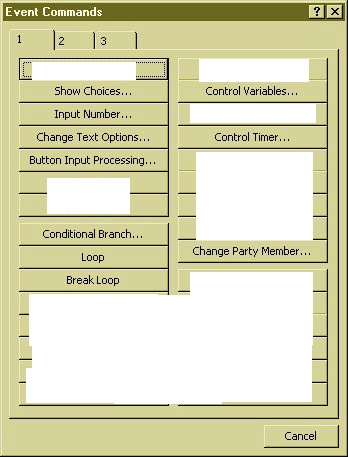 Event Commands
1 2 3
Show Choices...
Input Number...
Change Text Options...
Button Input Processing...
Conditional Branch...
Loop
Break Loop
Control Variables...
Control Timer...
Change Party Member...
Cancel